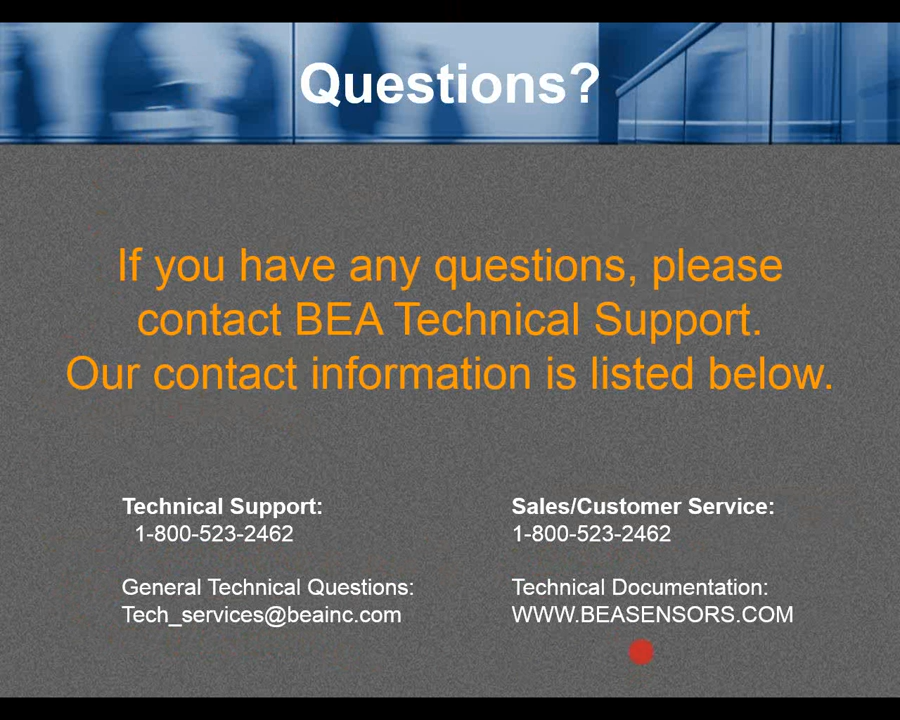 Questions?
If you have any questions, please
contact BEA Technical Support.
Our contact information is listed below.
Technical Support:
1-800-523-2462
General Technical Questions:
Tech_services@beainc.com
Sales/Customer Service:
1-800-523-2462
Technical Documentation:
WWW.BEASENSORS.COM